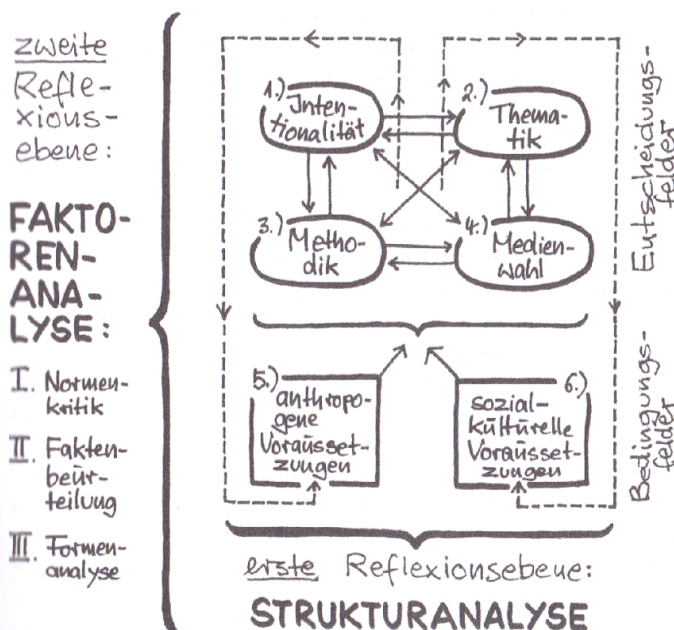 zweite
Refle-
xions-
ebene:
FAKTO-
REN-
ANA-
LYSE:
I. Normen-
kritik
II. Fakten-
beur-
teilung
III. Formen-
analyse
1.) Inten-
tionalität
2.) Thema-
tik
3.) Metho-
dik
4.) Medien-
wahl
Entscheidungs-
felder
5.) anthropo-
gene
Vorausset-
zungen
6.) sozial-
kulturelle
Vorausset-
zungen
Bedingungs-
felder
erste Reflexionsebene:
STRUKTURANALYSE